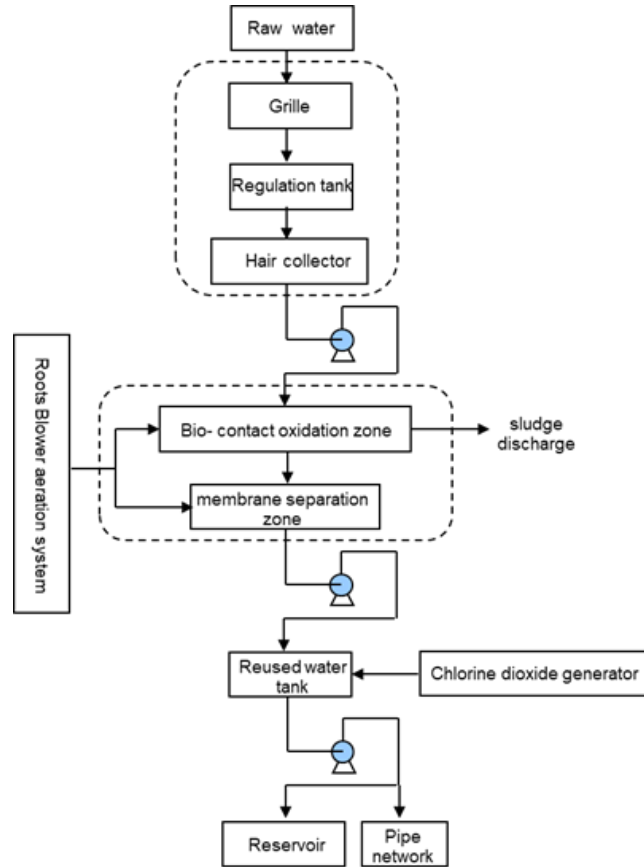 Raw water
Grille
Regulation tank
Hair collector
Roots Blower aeration system
Bio- contact oxidation zone
sludge
discharge
membrane separation
zone
Reused water
tank
Chlorine dioxide generator
Reservoir
Pipe
network